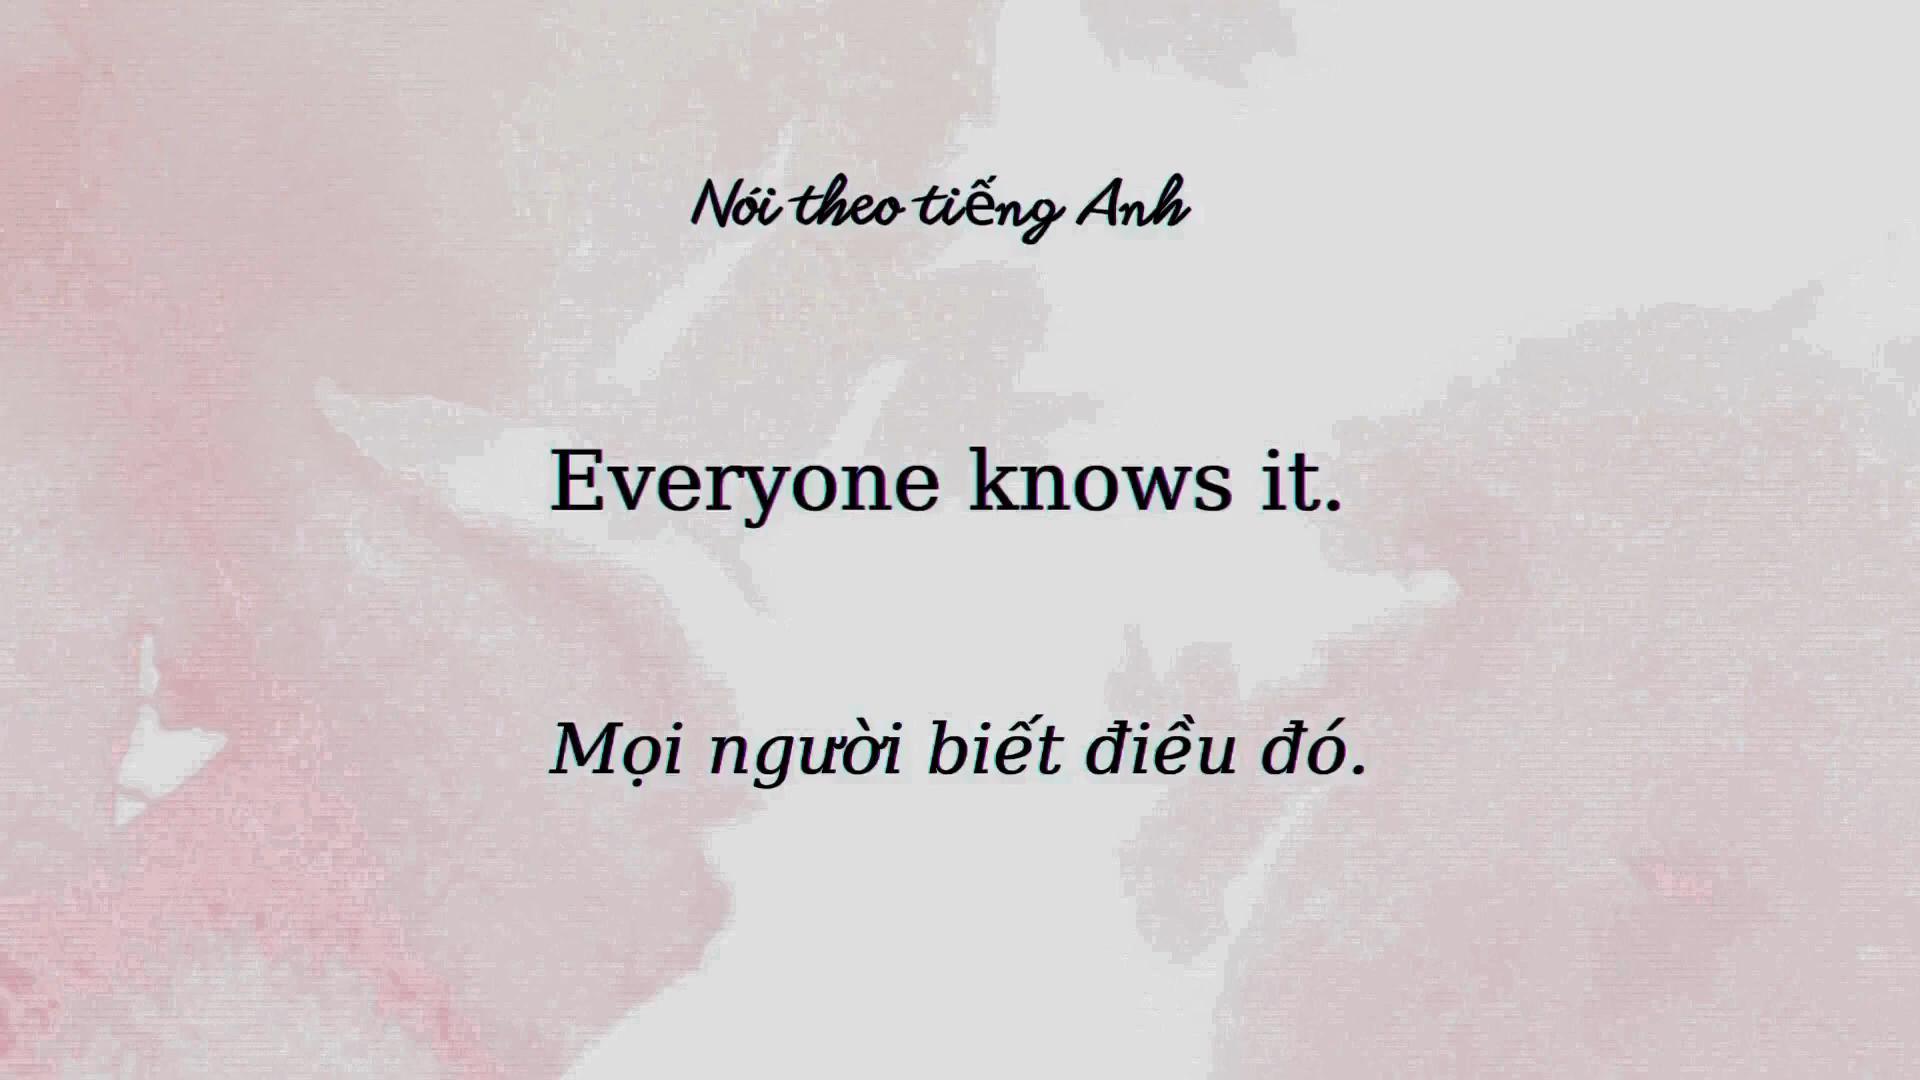 Nói theo tiếng Anh
Everyone knows it.
Mọi người biết điều đó.